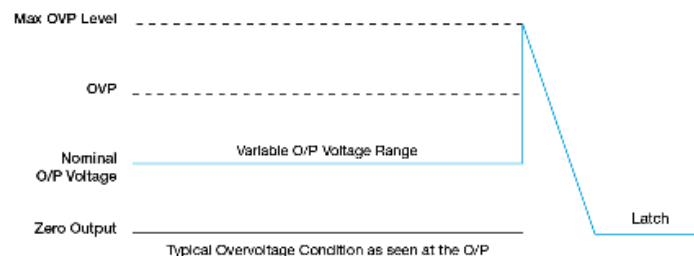 Max OVP Level
OVP
Variable O/P Voltage Range
Nominal
O/P Voltage
Zero Output
Latch
Typical Overvoltage Condition as seen at the O/P